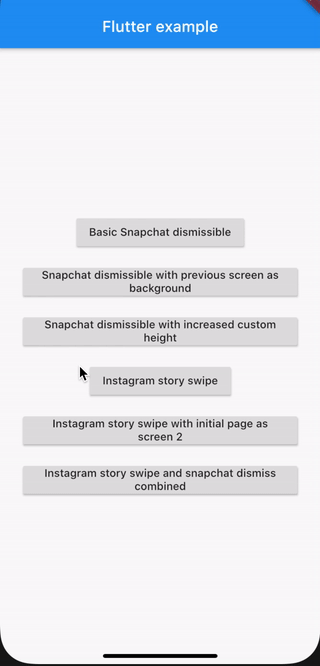 Flutter example
Basic Snapchat dismissible
Snapchat dismissible with previous screen as
background
Snapchat dismissible with increased custom
height
Instagram story swipe
Instagram story swipe with initial page as
screen 2
Instagram story swipe and snapchat dismiss
combined